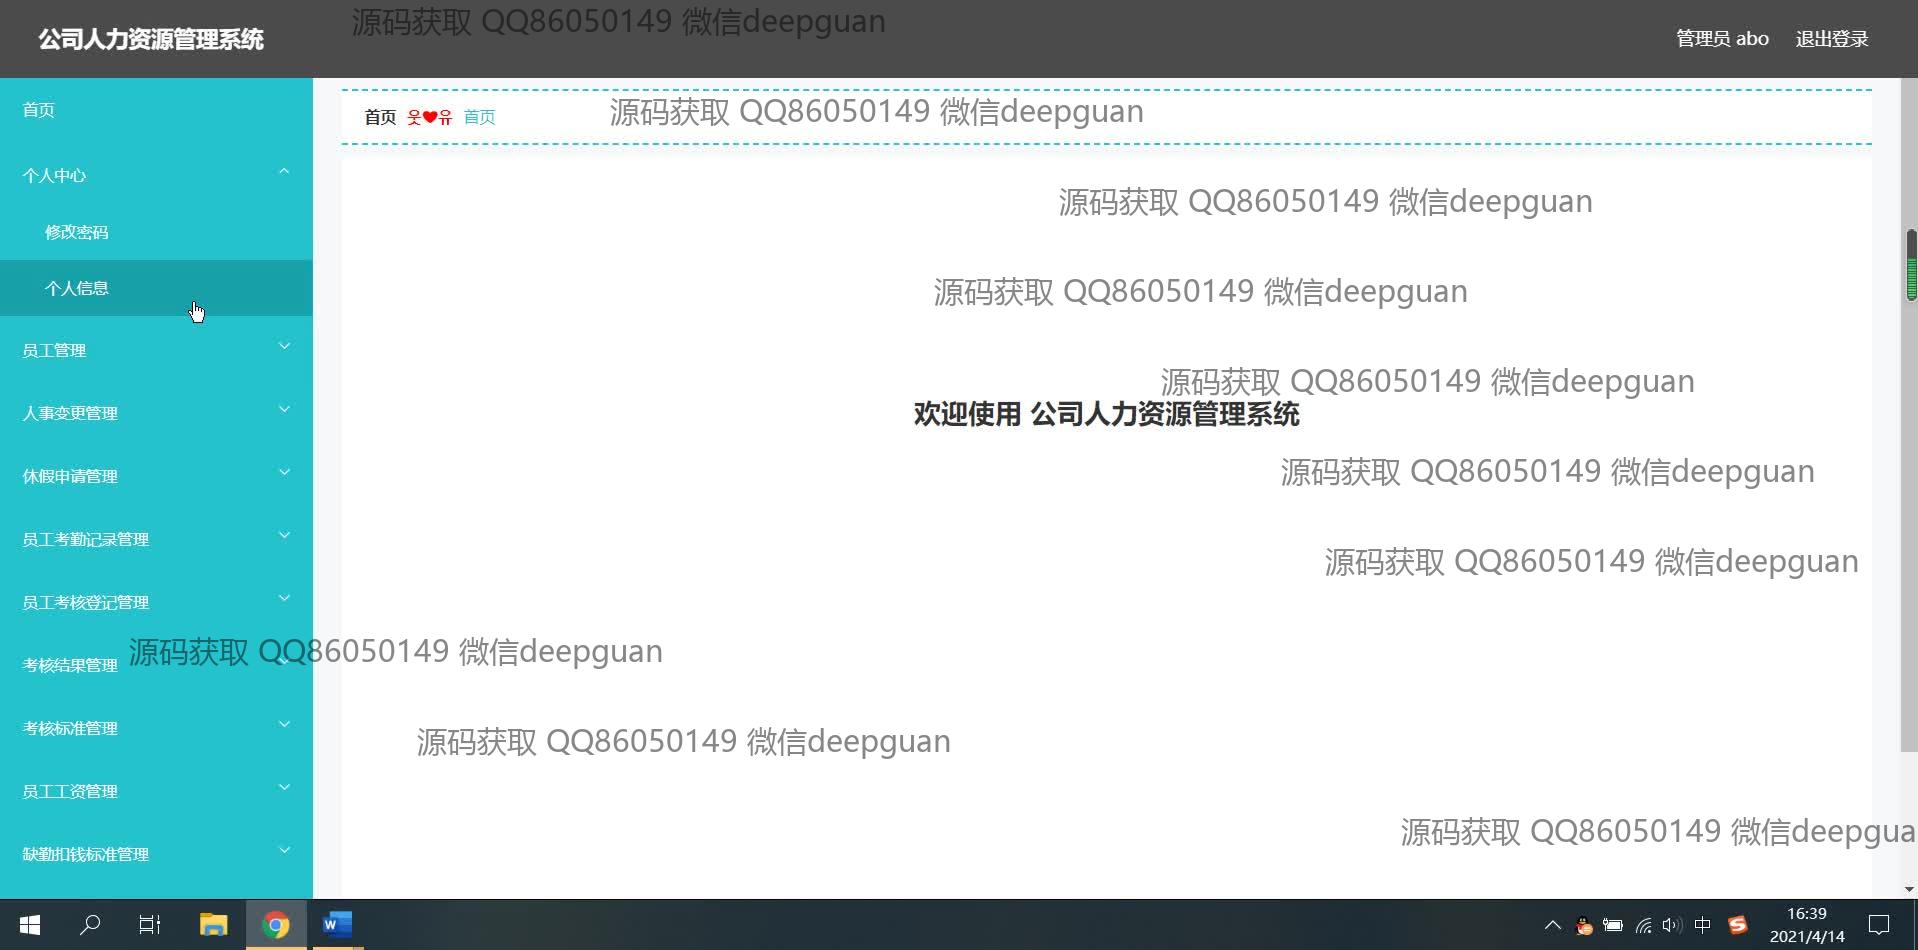 公司人力资源管理系统
源码获取 QQ86050149 微信deepguan
管理员 abo 退出登录
首页
首页 웃❤유 首页
源码获取 QQ86050149 微信deepguan
个人中心
源码获取 QQ86050149 微信deepguan
修改密码
个人信息
源码获取 QQ86050149 微信deepguan
员工管理
源码获取 QQ86050149 微信deepguan
人事变更管理
欢迎使用 公司人力资源管理系统
休假申请管理
源码获取 QQ86050149 微信deepguan
员工考勤记录管理
源码获取 QQ86050149 微信deepguan
员工考核登记管理
考核结果管理
源码获取 QQ86050149 微信deepguan
考核标准管理
源码获取 QQ86050149 微信deepguan
员工工资管理
缺勤扣钱标准管理
源码获取 QQ86050149 微信deepgua
中
16:39
2021/4/14